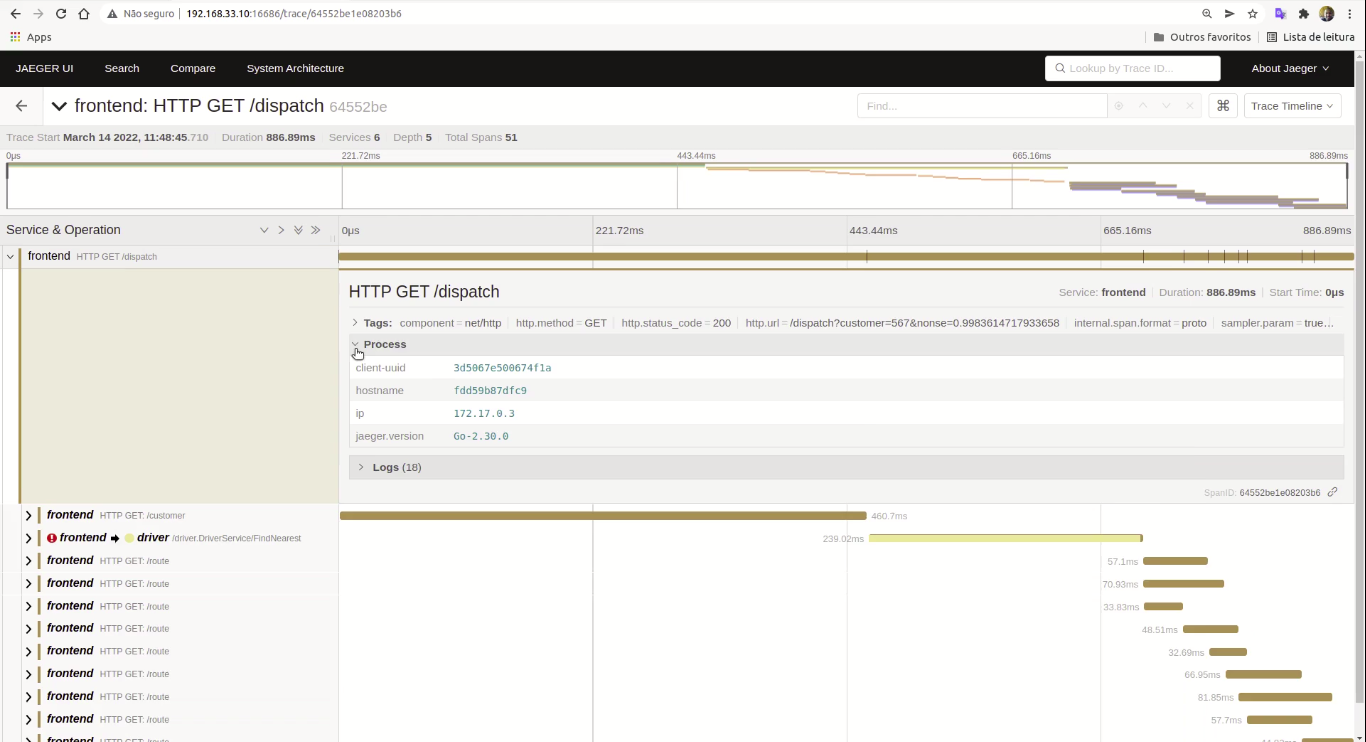 Não seguro | 192.168.33.10:16686/trace/64552be1e08203b6
Apps Outros favoritos Lista de leitura
JAEGER UI Search Compare System Architecture Lookup by Trace ID... About Jaeger
frontend: HTTP GET /dispatch 64552be Find... ⌘ Trace Timeline
Trace Start March 14 2022, 11:48:45.710 Duration 886.89ms Services 6 Depth 5 Total Spans 51
0μs 221.72ms 443.44ms 665.16ms 886.89ms
Service & Operation 0μs 221.72ms 443.44ms 665.16ms 886.89ms
frontend HTTP GET /dispatch
HTTP GET /dispatch Service: frontend Duration: 886.89ms Start Time: 0μs
Tags: component = net/http http.method = GET http.status_code = 200 http.url = /dispatch?customer=567&nonse=0.9983614717933658 internal.span.format = proto sampler.param = true...
Process
client-uuid 3d5067e500674f1a
hostname fdd59b87dfc9
ip 172.17.0.3
jaeger.version Go-2.30.0
Logs (18)
SpanID: 64552be1e08203b6
frontend HTTP GET: /customer 460.7ms
frontend driver /driver.DriverService/FindNearest 239.02ms
frontend HTTP GET: /route 57.1ms
frontend HTTP GET: /route 70.93ms
frontend HTTP GET: /route 33.83ms
frontend HTTP GET: /route 48.51ms
frontend HTTP GET: /route 32.69ms
frontend HTTP GET: /route 66.95ms
frontend HTTP GET: /route 81.85ms
frontend HTTP GET: /route 57.7ms
frontend HTTP GET: /route